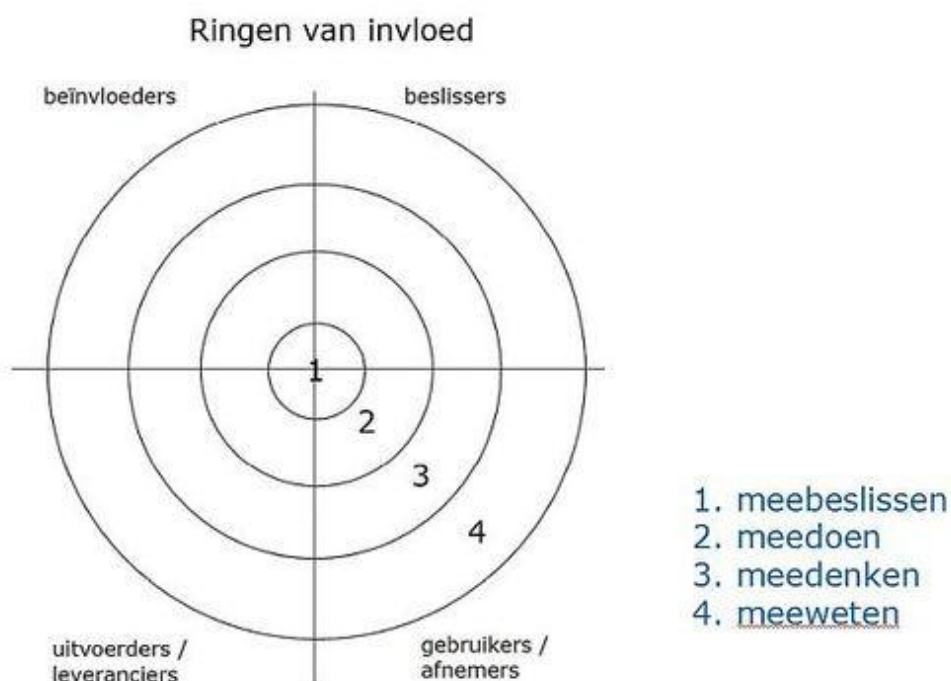 Ringen van invloed
beïnvloeders
beslissers
1
2
3
4
uitvoerders /
leveranciers
gebruikers /
afnemers
1. meebeslissen
2. meedoen
3. meedenken
4. meeweten